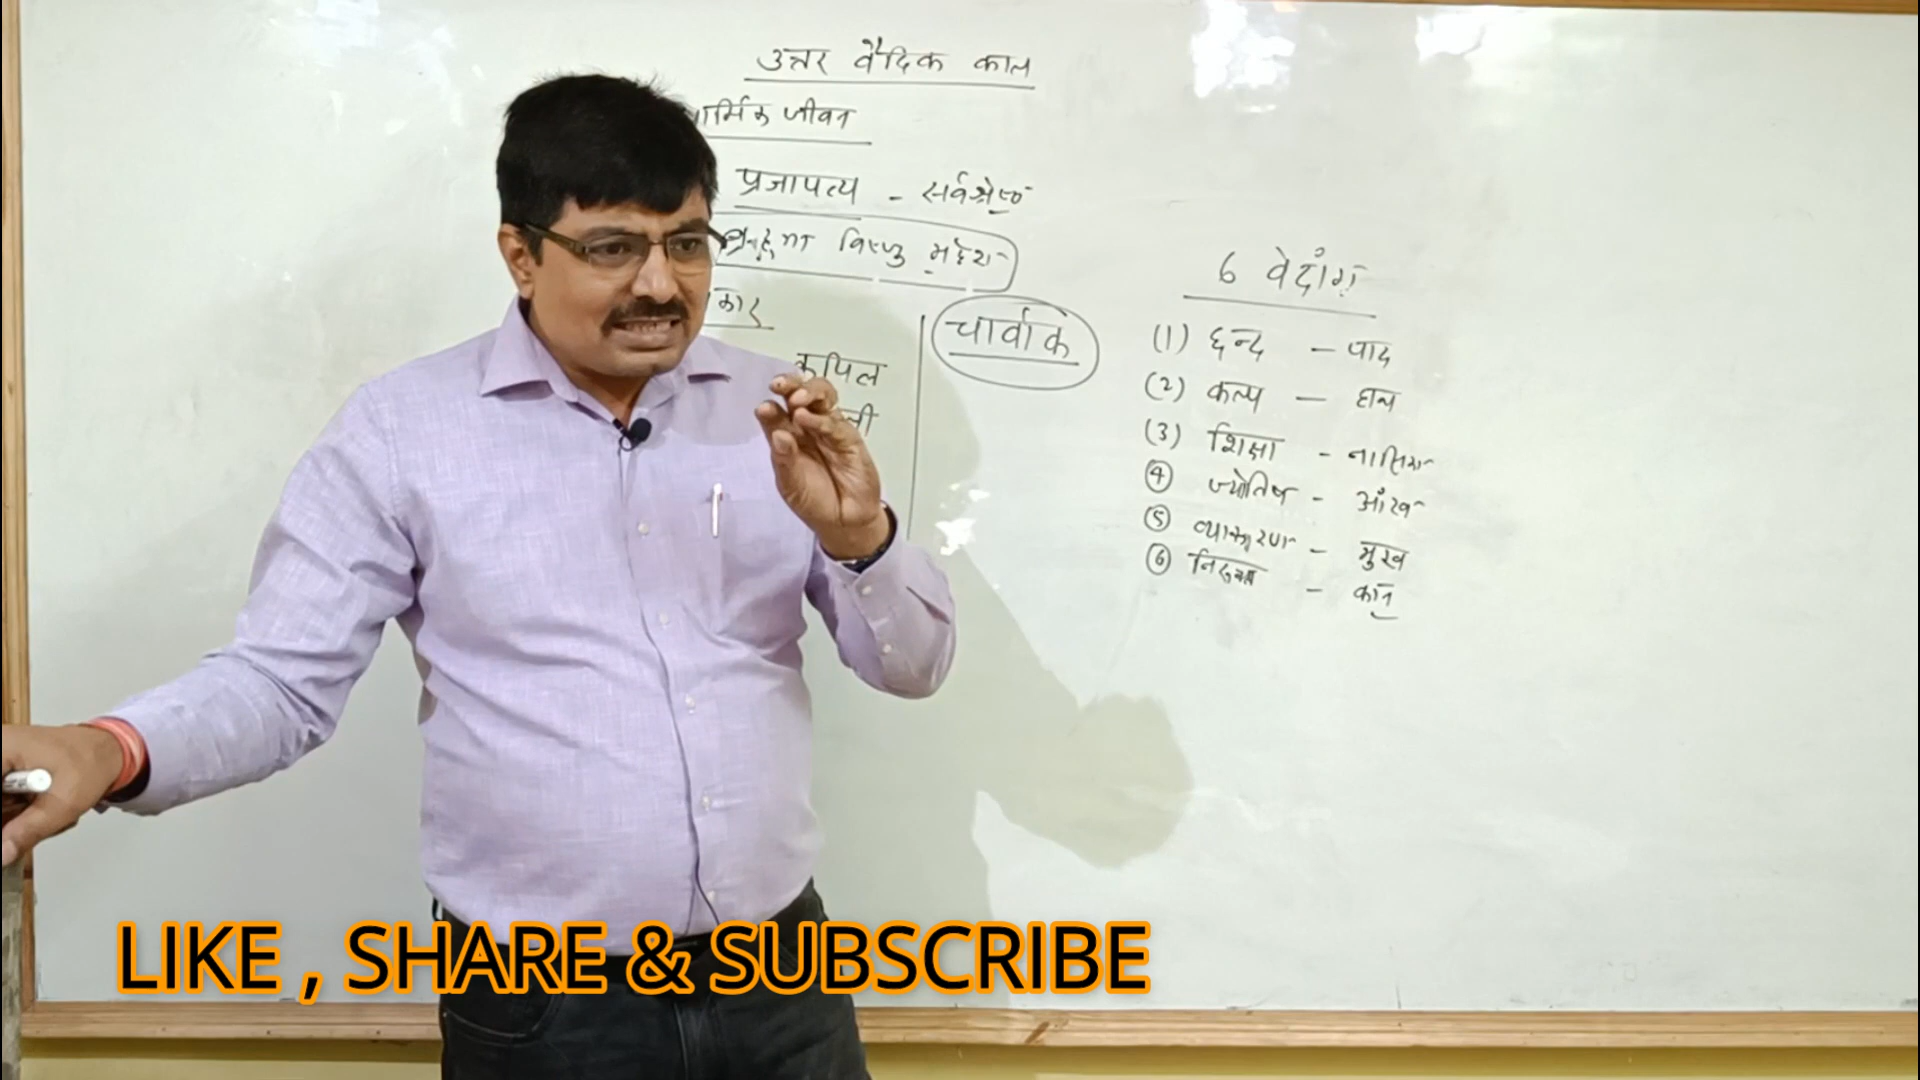 उत्तर वैदिक काल
र्मिक जीवन
प्रजापत्य - सर्वश्रेष्ठ
विष्णु महेश
कार
चार्वाक
कपिल
6 वेदांग
(1) छन्द - पाद
(2) कल्प - हाथ
(3) शिक्षा - नासिका
④ ज्योतिष - आँख
⑤ व्याकरण - मुख
⑥ निरुक्त - कान
LIKE , SHARE & SUBSCRIBE